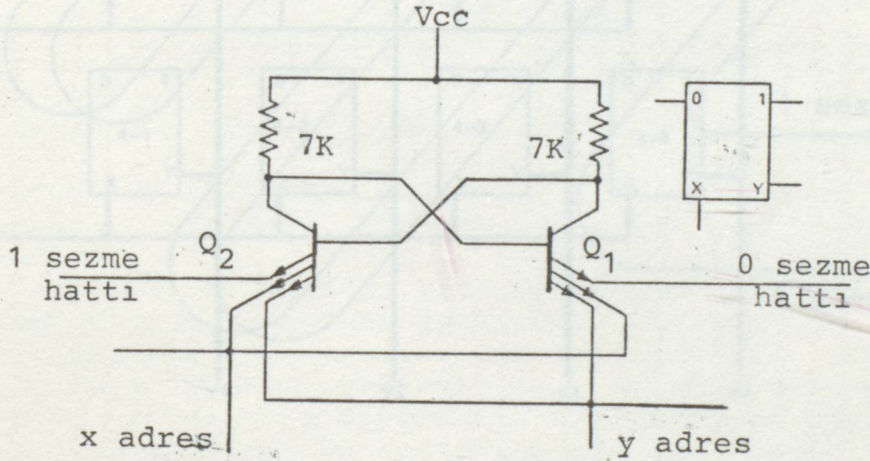 Vcc
7K
7K
0 1
X Y
Q2
Q1
1 sezme
hattı
0 sezme
hattı
x adres
y adres